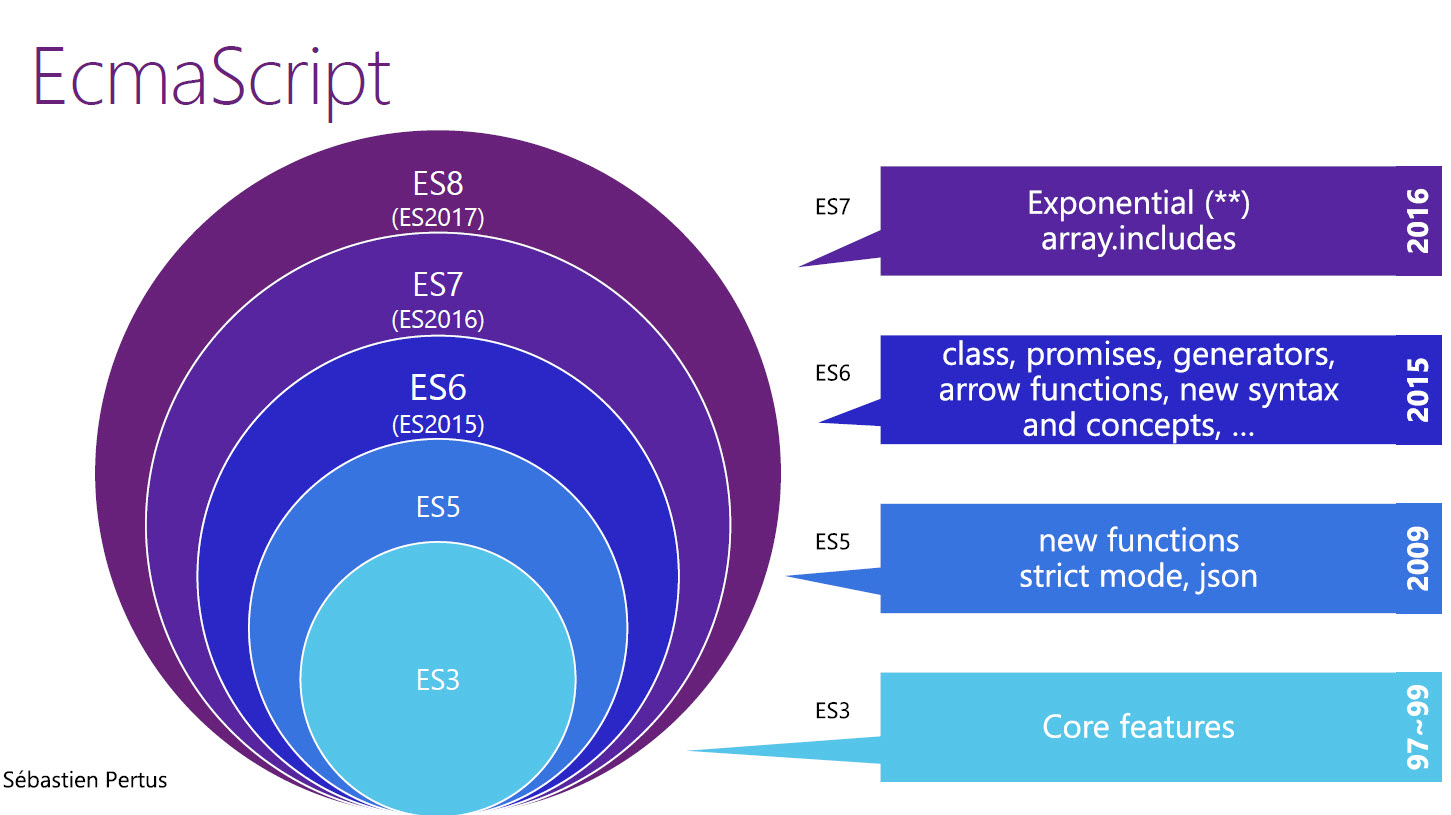 EcmaScript
ES8
(ES2017)
ES7
(ES2016)
ES6
(ES2015)
ES5
ES3
ES7
Exponential (**)
array.includes
2016
ES6
class, promises, generators,
arrow functions, new syntax
and concepts, ...
2015
ES5
new functions
strict mode, json
2009
ES3
Core features
97~99
Sébastien Pertus